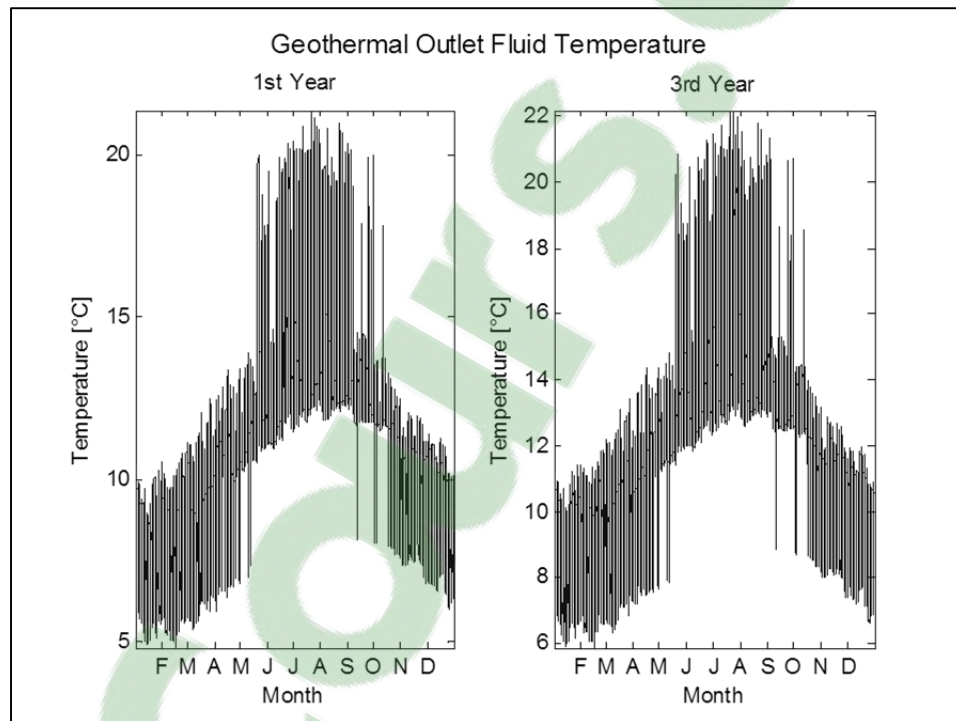 Geothermal Outlet Fluid Temperature
1st Year
20
15
10
5
Temperature [°C]
F M A M J J A S O N D
Month
3rd Year
22
20
18
16
14
12
10
8
6
Temperature [°C]
F M A M J J A S O N D
Month